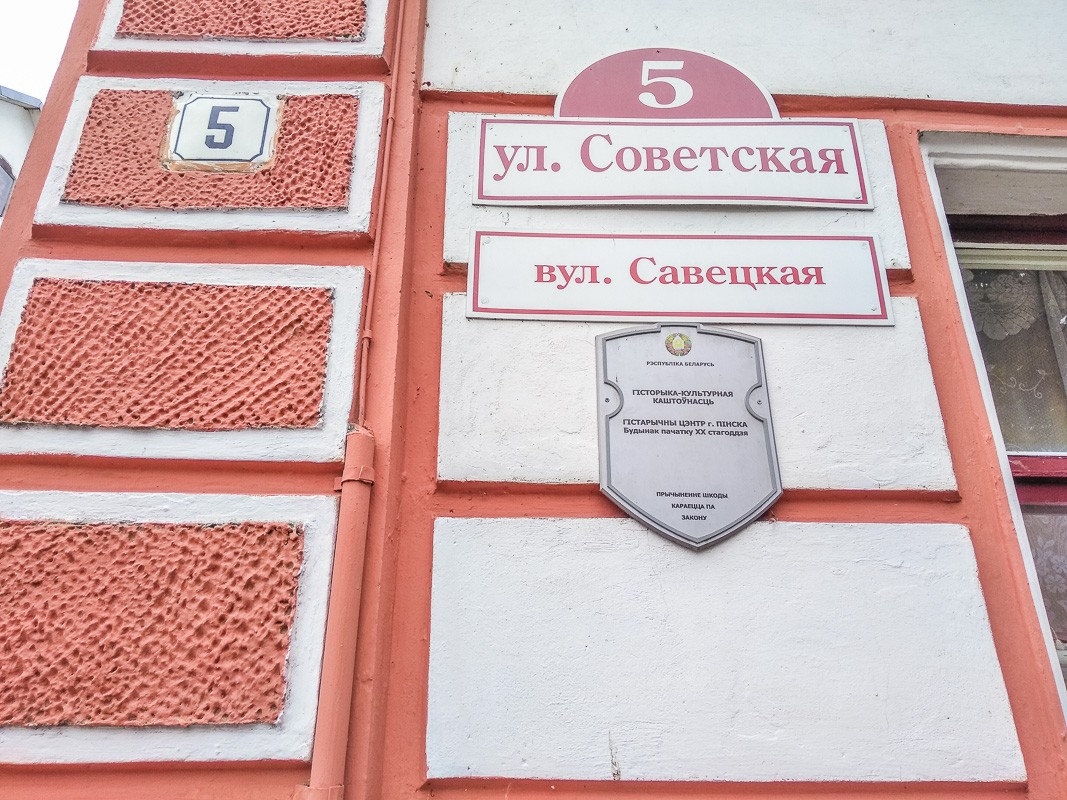 5
5
ул. Советская
вул. Савецкая
РЭСПУБЛІКА БЕЛАРУСЬ
ГІСТОРЫКА-КУЛЬТУРНАЯ
КАШТОЎНАСЦЬ
ГІСТАРЫЧНЫ ЦЭНТР г. ПІНСКА
Будынак пачатку XX стагоддзя
ПРЫЧЫНЕННЕ ШКОДЫ
КАРАЕЦЦА ПА
ЗАКОНУ